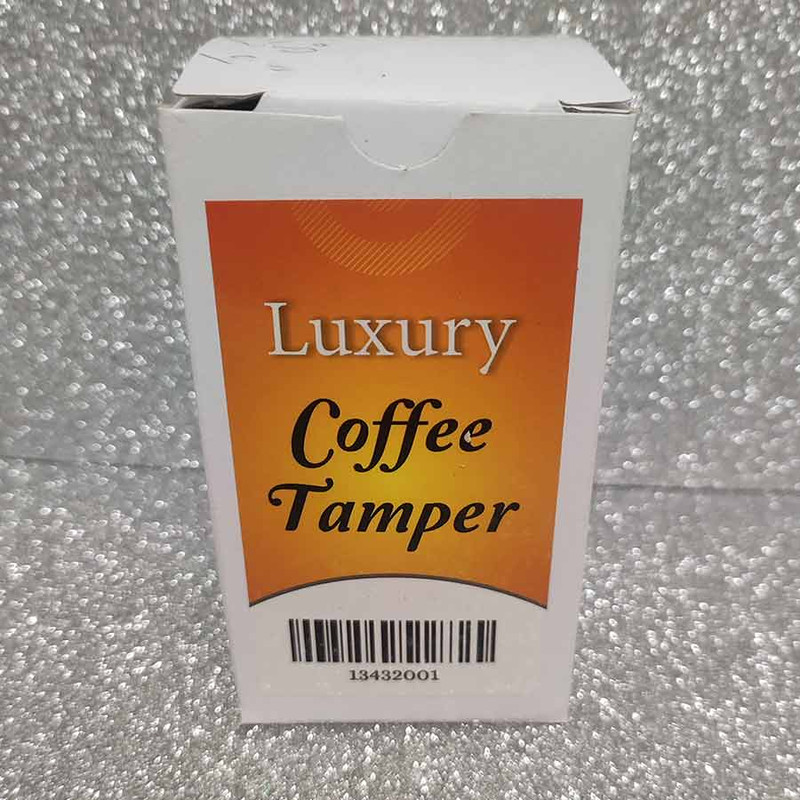 Luxury
Coffee
Tamper
13432001